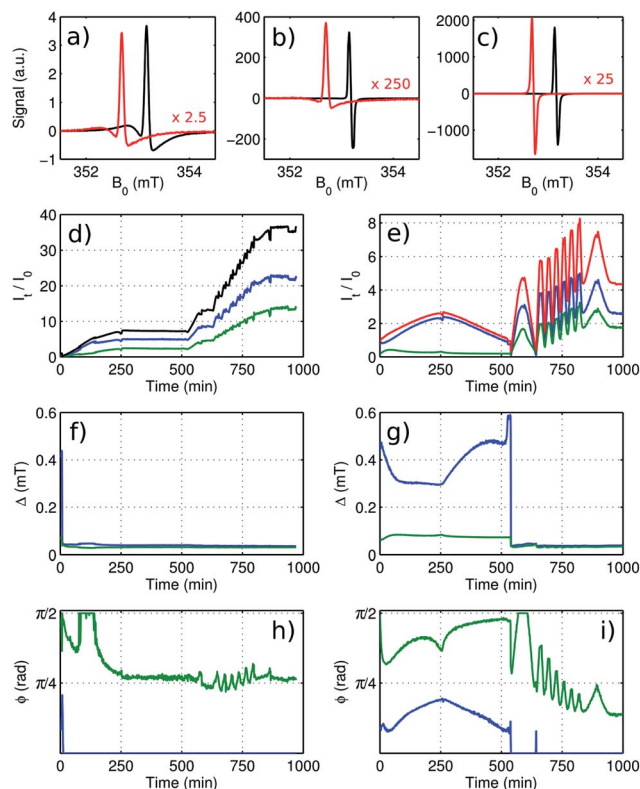 a)
4
3
2
1
0
-1
Signal (a.u.)
x 2.5
352
354
B0 (mT)
b)
400
200
0
-200
x 250
352
354
B0 (mT)
c)
2000
1000
0
-1000
x 25
352
354
B0 (mT)
d)
40
30
20
10
0
It / I0
0
250
500
750
1000
Time (min)
e)
8
6
4
2
0
It / I0
0
250
500
750
1000
Time (min)
f)
0.6
0.4
0.2
0
Δ (mT)
0
250
500
750
1000
Time (min)
g)
0.6
0.4
0.2
0
Δ (mT)
0
250
500
750
1000
Time (min)
h)
π/2
π/4
ϕ (rad)
0
250
500
750
1000
Time (min)
i)
π/2
π/4
ϕ (rad)
0
250
500
750
1000
Time (min)